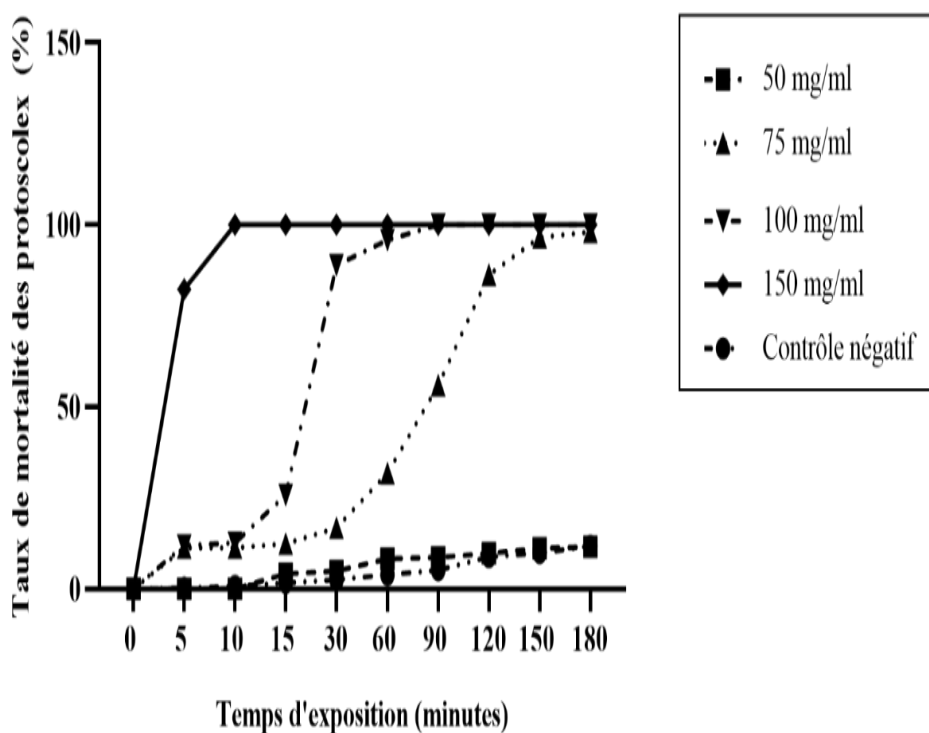 Taux de mortalité des protoscolex (%)
150
100
50
0
0 5 10 15 30 60 90 120 150 180
Temps d'exposition (minutes)
50 mg/ml
75 mg/ml
100 mg/ml
150 mg/ml
Contrôle négatif